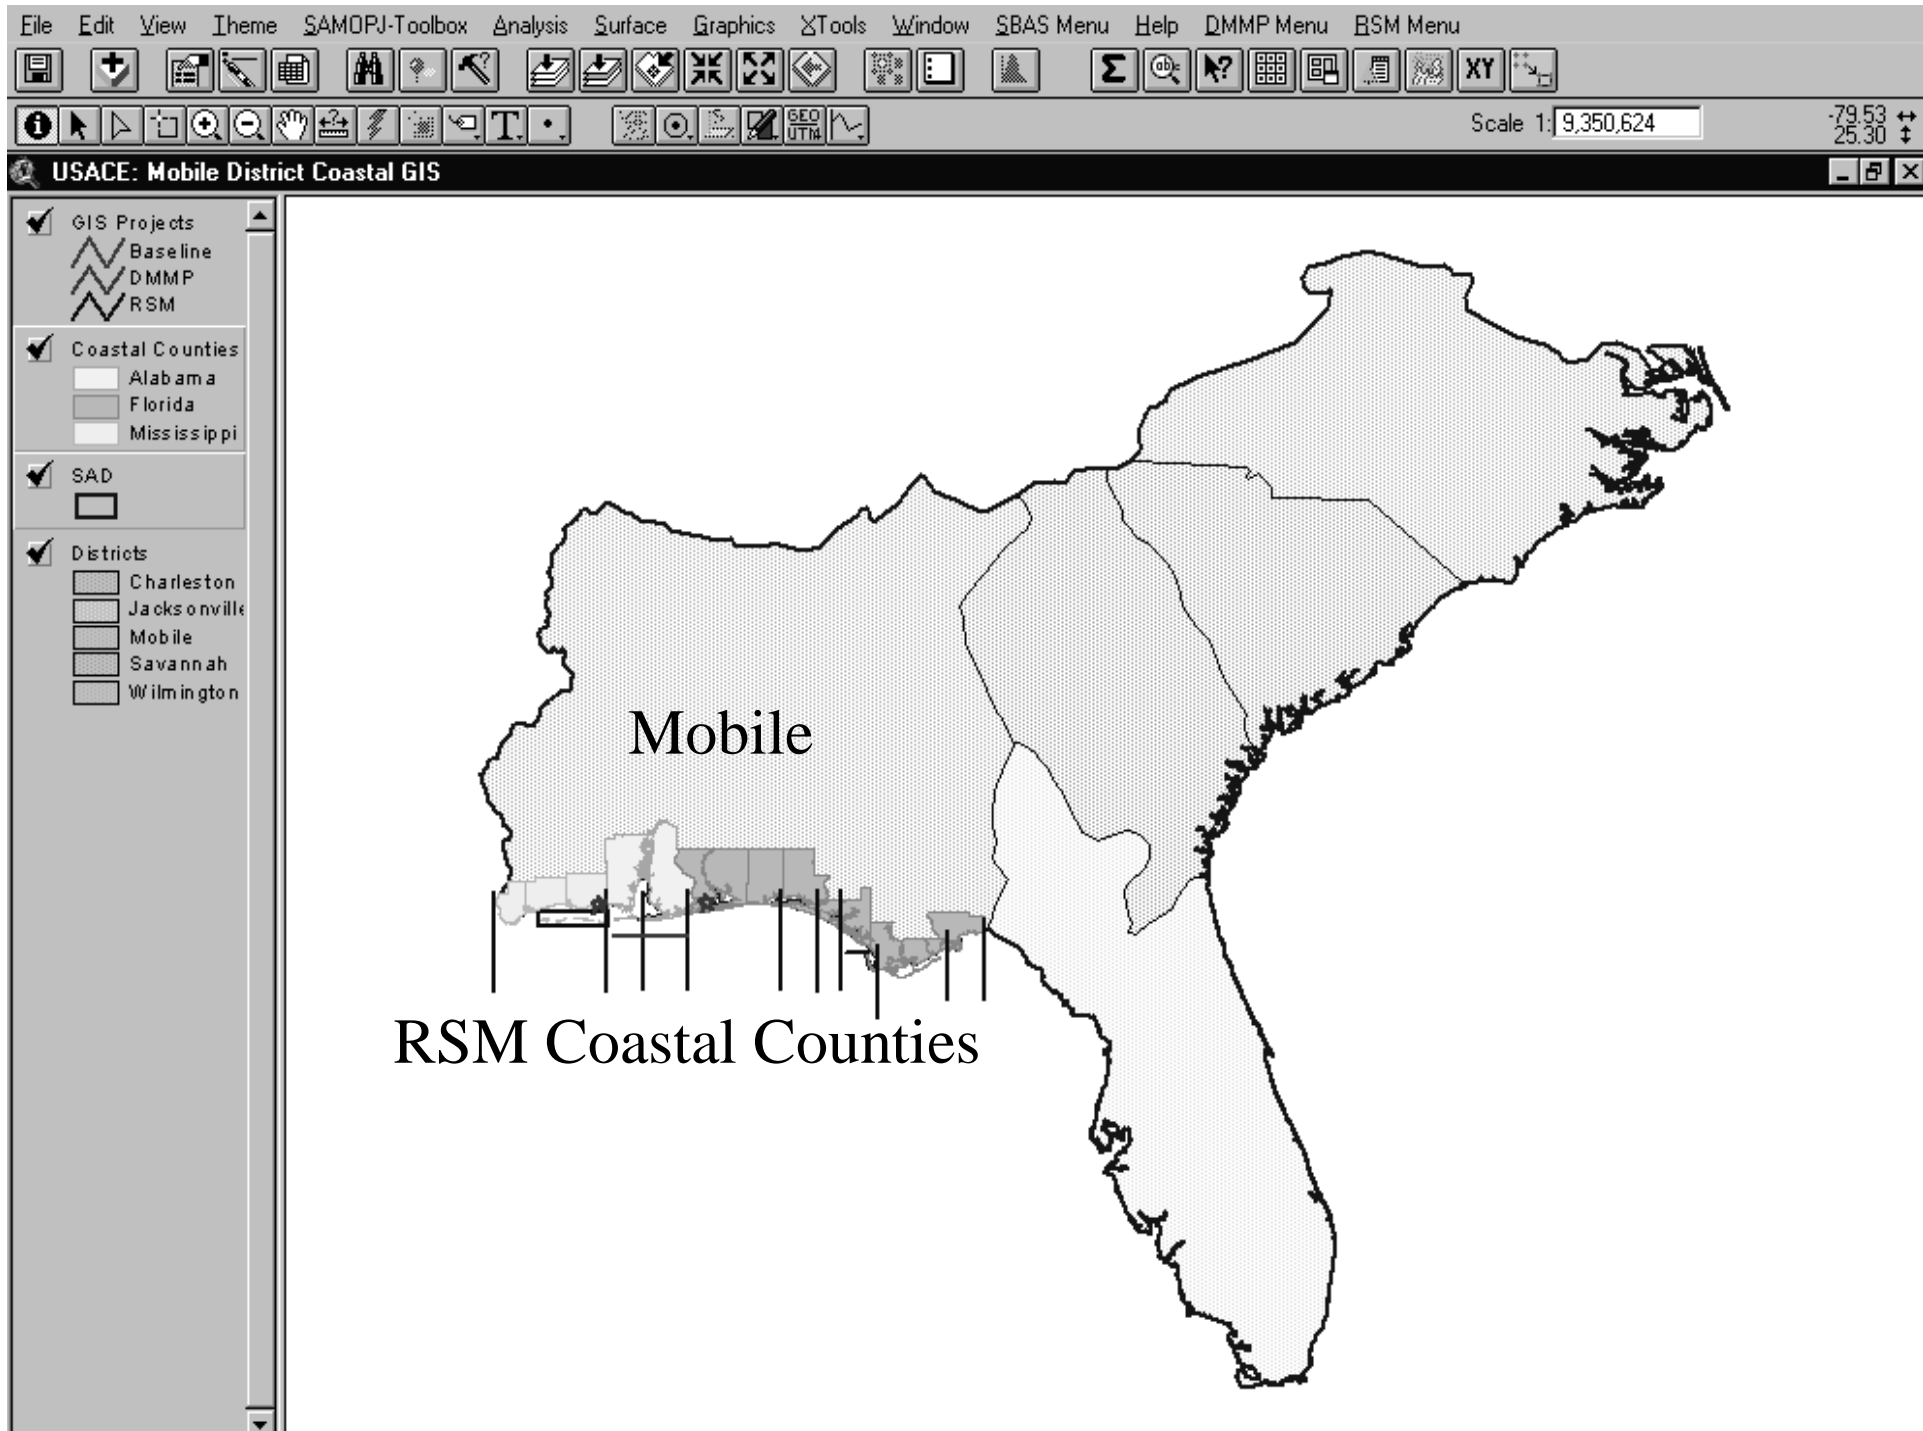 File Edit View Theme SAMOPJ-Toolbox Analysis Surface Graphics XTools Window SBAS Menu Help DMMP Menu RSM Menu
Σ abc XY
T GEO UTM Scale 1: 9,350,624 -79.53 25.30
USACE: Mobile District Coastal GIS
GIS Projects
Baseline
DMMP
RSM
Coastal Counties
Alabama
Florida
Mississippi
SAD
Districts
Charleston
Jacksonville
Mobile
Savannah
Wilmington
Mobile
RSM Coastal Counties